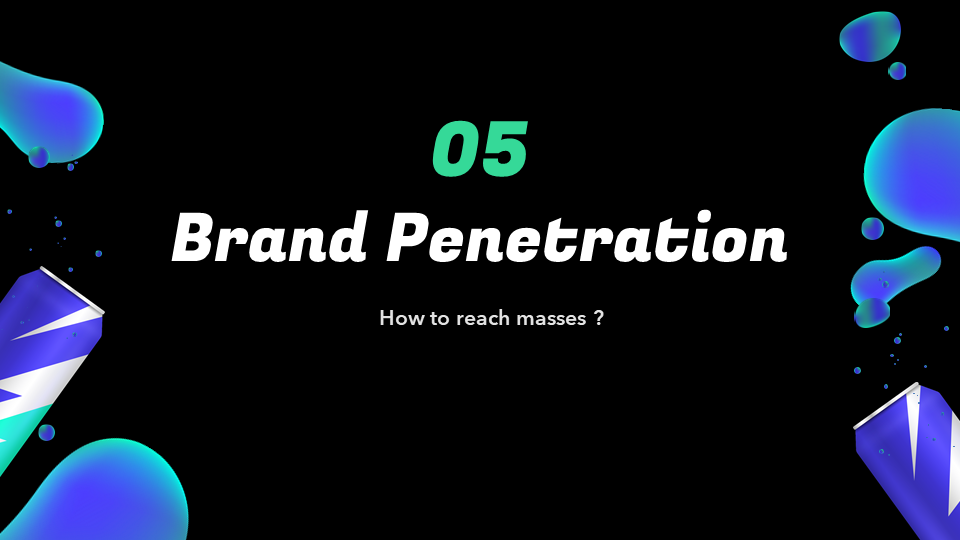 05
Brand Penetration
How to reach masses ?